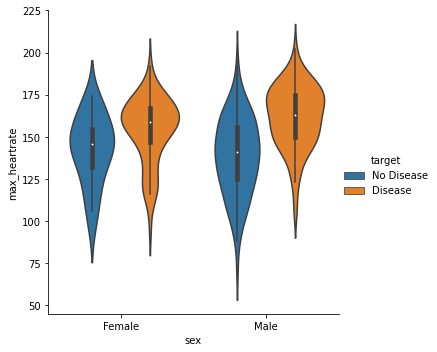 225
200
175
150
125
100
75
50
max_heartrate
Female
Male
sex
target
No Disease
Disease